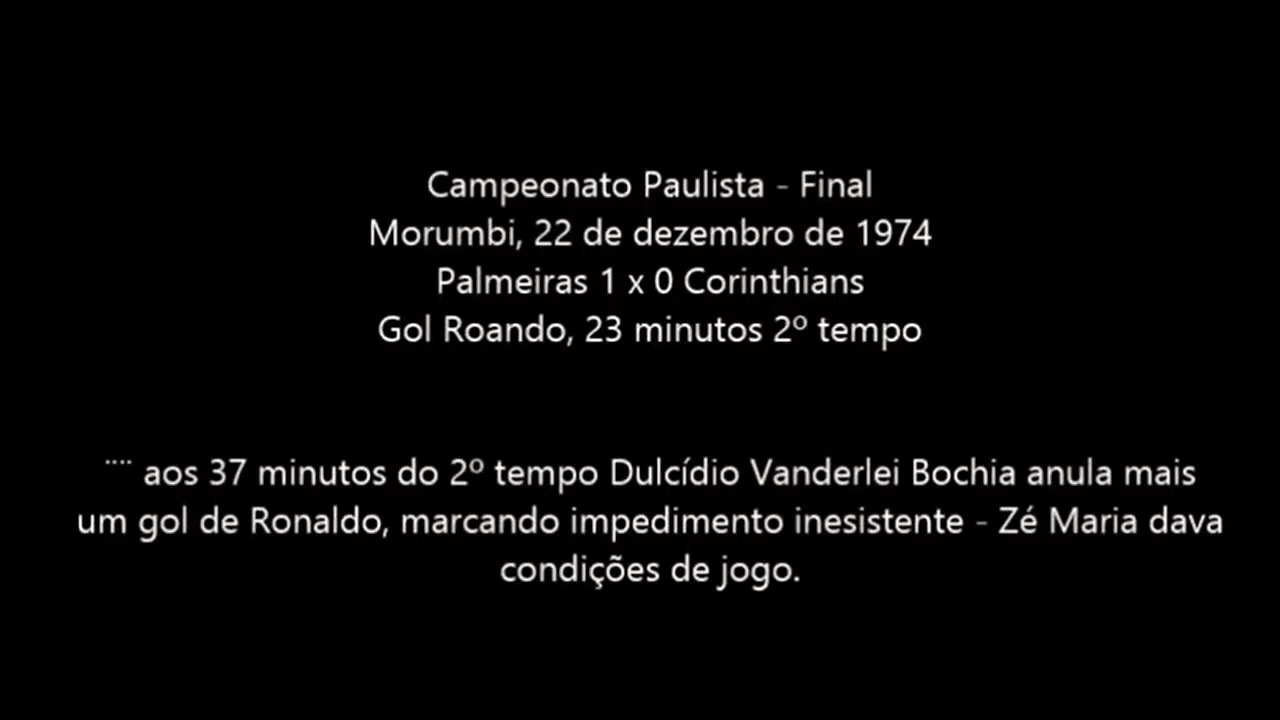 Campeonato Paulista - Final
Morumbi, 22 de dezembro de 1974
Palmeiras 1 x 0 Corinthians
Gol Roando, 23 minutos 2º tempo
¨¨ aos 37 minutos do 2º tempo Dulcídio Vanderlei Bochia anula mais
um gol de Ronaldo, marcando impedimento inesistente - Zé Maria dava
condições de jogo.